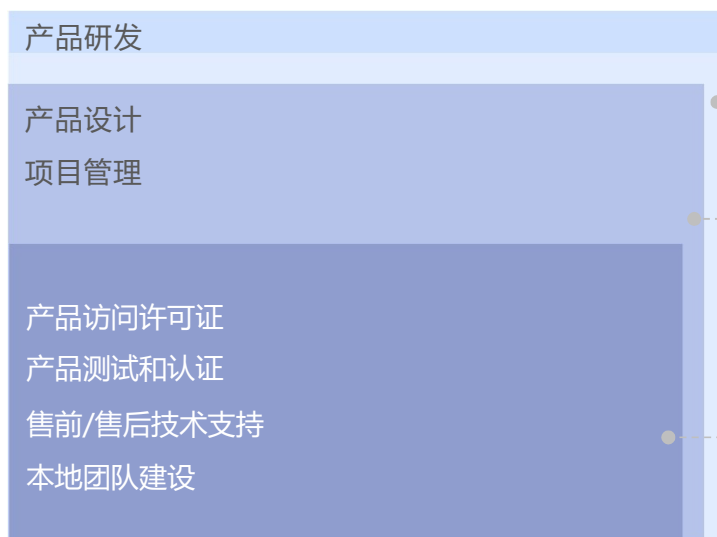 产品研发
产品设计
项目管理
产品访问许可证
产品测试和认证
售前/售后技术支持
本地团队建设